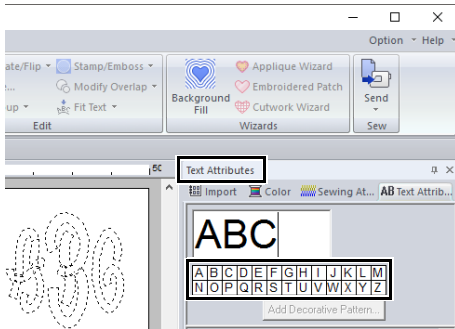 Option Help
ate/Flip Stamp/Emboss Applique Wizard
Modify Overlap Embroidered Patch
up Fit Text Background Fill Cutwork Wizard Send
Edit Wizards Sew
Text Attributes
Import Color Sewing At... AB Text Attrib...
ABC
A B C D E F G H I J K L M
N O P Q R S T U V W X Y Z
Add Decorative Pattern...